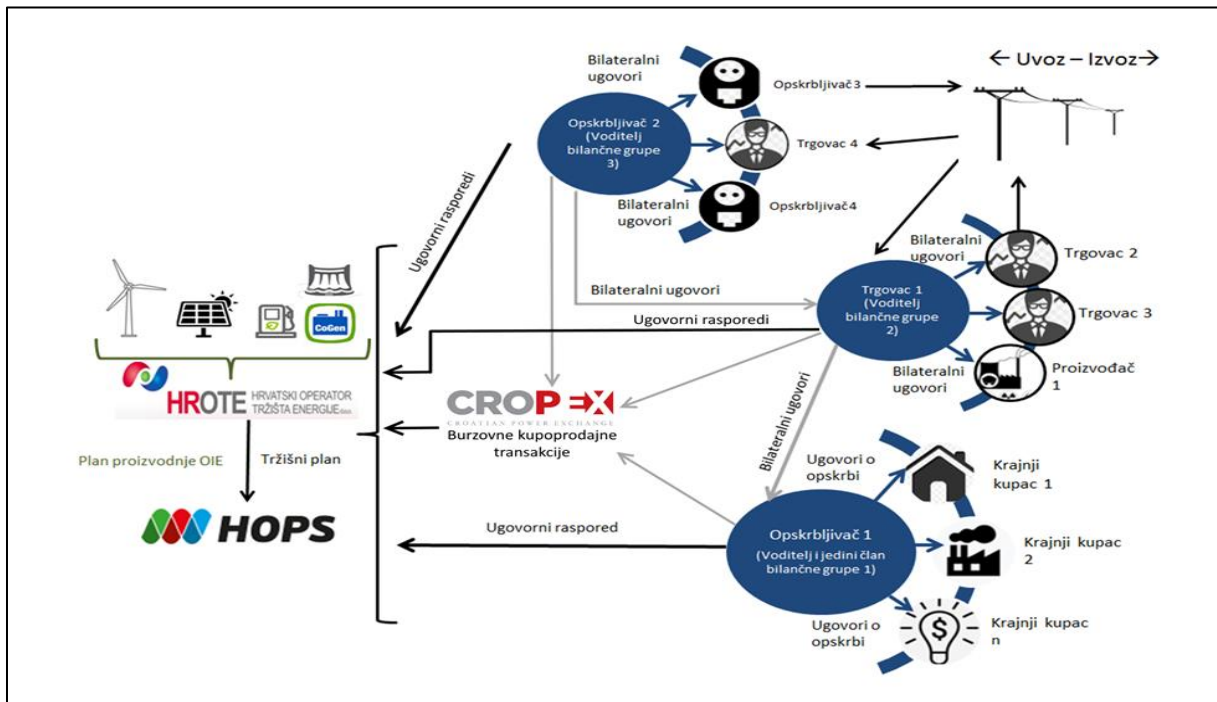 Bilateralni
ugovori
Opskrbljivač 2
(Voditelj
bilančne grupe
3)
Opskrbljivač 3
Trgovac 4
Bilateralni
ugovori
Opskrbljivač4
← Uvoz – Izvoz→
Ugovorni rasporedi
Bilateralni ugovori
Bilateralni
ugovori
Trgovac 2
Trgovac 1
(Voditelj
bilančne grupe
2)
Trgovac 3
Bilateralni
ugovori
Proizvođač
1
Ugovorni rasporedi
CoGen
HROTE
HRVATSKI OPERATOR
TRŽIŠTA ENERGIJE d.o.o.
CROPEX
CROATIAN POWER EXCHANGE
Burzovne kupoprodajne
transakcije
Bilateralni ugovori
Plan proizvodnje OIE
Tržišni plan
HOPS
Ugovorni raspored
Ugovori o
opskrbi
Krajnji
kupac 1
Opskrbljivač 1
(Voditelj i jedini član
bilančne grupe 1)
Krajnji kupac
2
Ugovori o
opskrbi
$
Krajnji kupac
n